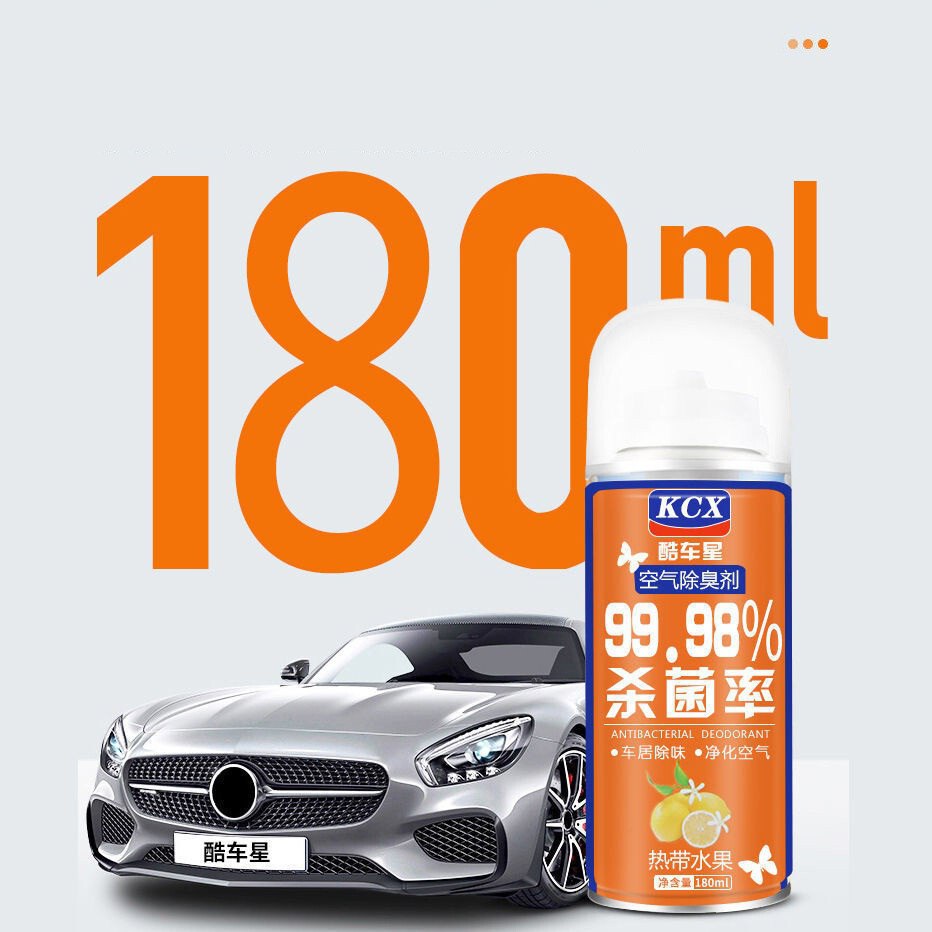 180ml
KCX
酷车星
空气除臭剂
99.98%
杀菌率
ANTIBACTERIAL DEODORANT
•车居除味 •净化空气
热带水果
净含量 180ml
酷车星